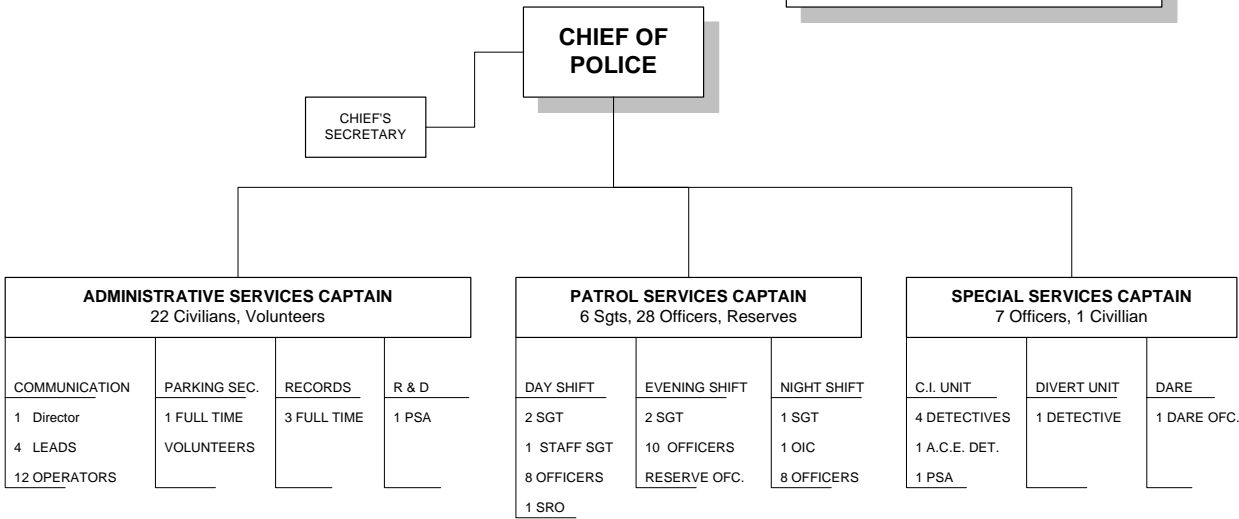 CHIEF OF
POLICE
CHIEF'S
SECRETARY
ADMINISTRATIVE SERVICES CAPTAIN
22 Civilians, Volunteers
COMMUNICATION
1 Director
4 LEADS
12 OPERATORS
PARKING SEC.
1 FULL TIME
VOLUNTEERS
RECORDS
3 FULL TIME
R & D
1 PSA
PATROL SERVICES CAPTAIN
6 Sgts, 28 Officers, Reserves
DAY SHIFT
2 SGT
1 STAFF SGT
8 OFFICERS
1 SRO
EVENING SHIFT
2 SGT
10 OFFICERS
RESERVE OFC.
NIGHT SHIFT
1 SGT
1 OIC
8 OFFICERS
SPECIAL SERVICES CAPTAIN
7 Officers, 1 Civillian
C.I. UNIT
4 DETECTIVES
1 A.C.E. DET.
1 PSA
DIVERT UNIT
1 DETECTIVE
DARE
1 DARE OFC.